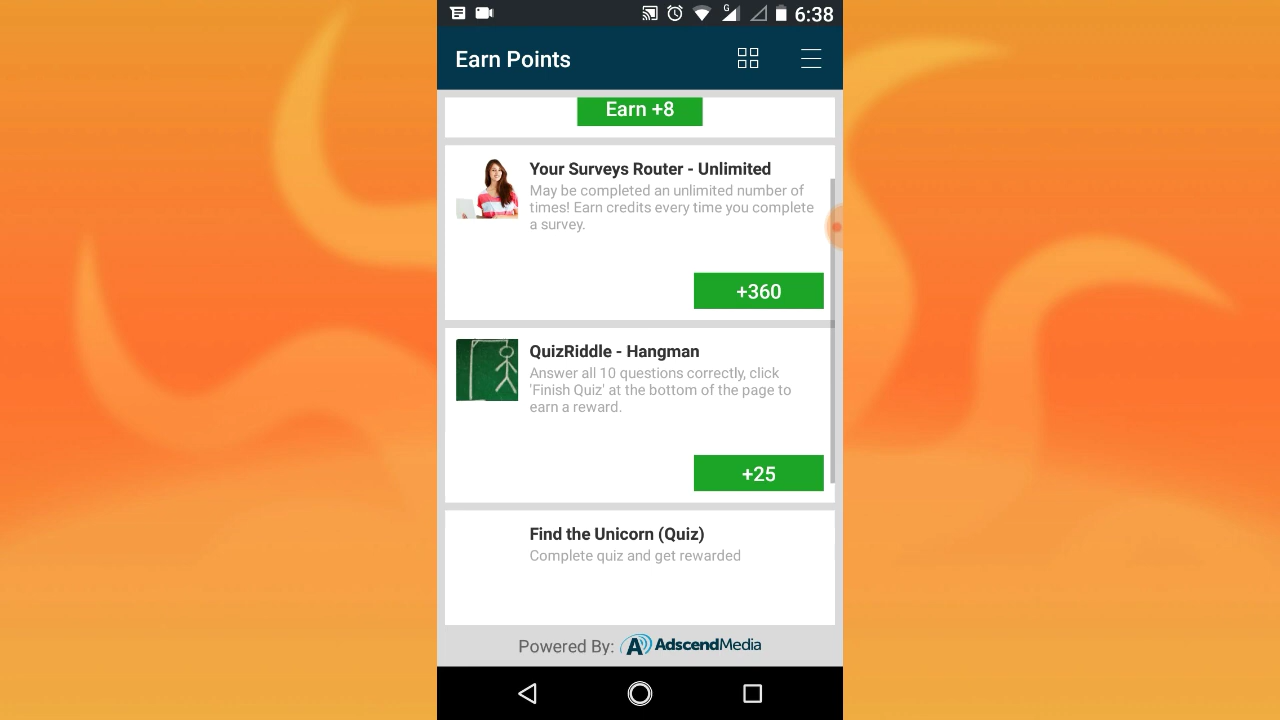 G
6:38
Earn Points
Earn +8
Your Surveys Router - Unlimited
May be completed an unlimited number of
times! Earn credits every time you complete
a survey.
+360
QuizRiddle - Hangman
Answer all 10 questions correctly, click
'Finish Quiz' at the bottom of the page to
earn a reward.
+25
Find the Unicorn (Quiz)
Complete quiz and get rewarded
Powered By: AdscendMedia